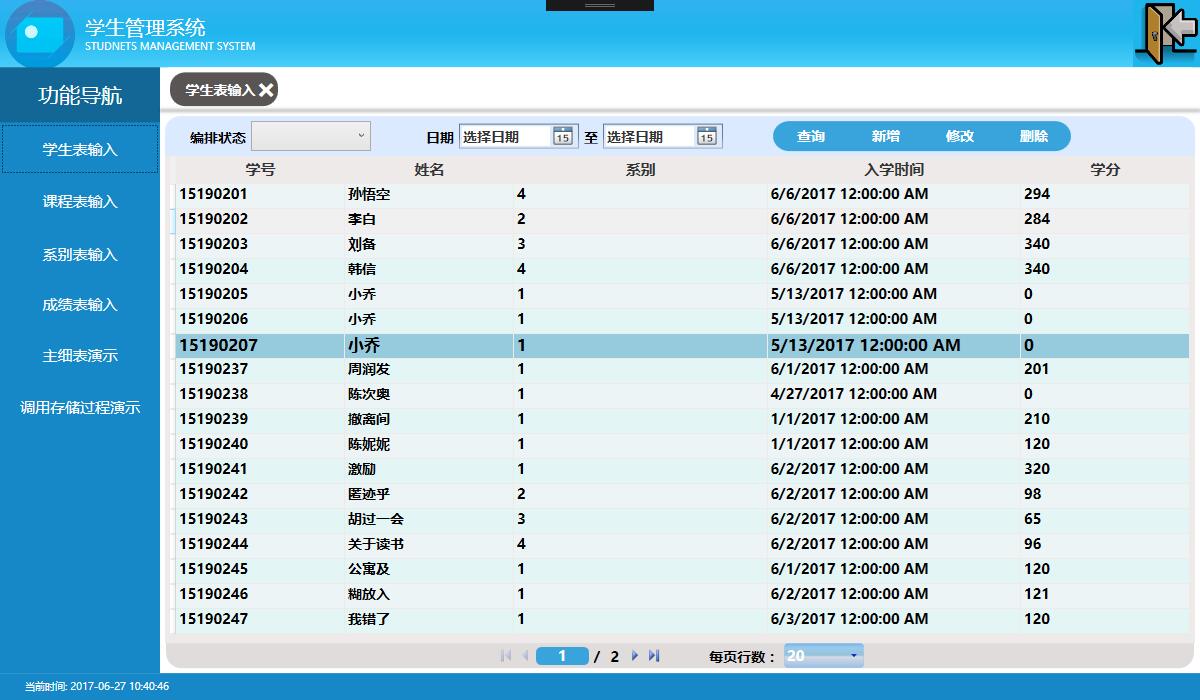 学生管理系统
STUDNETS MANAGEMENT SYSTEM
功能导航
学生表输入
课程表输入
系别表输入
成绩表输入
主细表演示
调用存储过程演示
学生表输入
编排状态 日期 选择日期 15 至 选择日期 15 查询 新增 修改 删除
学号 姓名 系别 入学时间 学分
15190201 孙悟空 4 6/6/2017 12:00:00 AM 294
15190202 李白 2 6/6/2017 12:00:00 AM 284
15190203 刘备 3 6/6/2017 12:00:00 AM 340
15190204 韩信 4 6/6/2017 12:00:00 AM 340
15190205 小乔 1 5/13/2017 12:00:00 AM 0
15190206 小乔 1 5/13/2017 12:00:00 AM 0
15190207 小乔 1 5/13/2017 12:00:00 AM 0
15190237 周润发 1 6/1/2017 12:00:00 AM 201
15190238 陈次奥 1 4/27/2017 12:00:00 AM 0
15190239 撤离间 1 1/1/2017 12:00:00 AM 210
15190240 陈妮妮 1 1/1/2017 12:00:00 AM 120
15190241 激励 1 6/2/2017 12:00:00 AM 320
15190242 匿迹乎 2 6/2/2017 12:00:00 AM 98
15190243 胡过一会 3 6/2/2017 12:00:00 AM 65
15190244 关于读书 4 6/2/2017 12:00:00 AM 96
15190245 公寓及 1 6/1/2017 12:00:00 AM 120
15190246 糊放入 1 6/2/2017 12:00:00 AM 121
15190247 我错了 1 6/3/2017 12:00:00 AM 120
1 / 2 每页行数： 20
当前时间: 2017-06-27 10:40:46